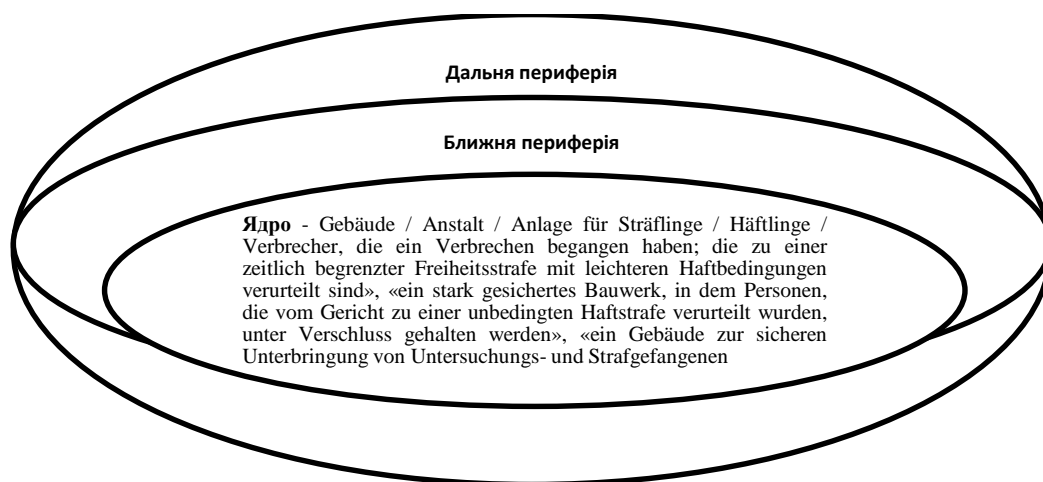 Дальня периферія
Ближня периферія
Ядро - Gebäude / Anstalt / Anlage für Sträflinge / Häftlinge /
Verbrecher, die ein Verbrechen begangen haben; die zu einer
zeitlich begrenzter Freiheitsstrafe mit leichteren Haftbedingungen
verurteilt sind», «ein stark gesichertes Bauwerk, in dem Personen,
die vom Gericht zu einer unbedingten Haftstrafe verurteilt wurden,
unter Verschluss gehalten werden», «ein Gebäude zur sicheren
Unterbringung von Untersuchungs- und Strafgefangenen